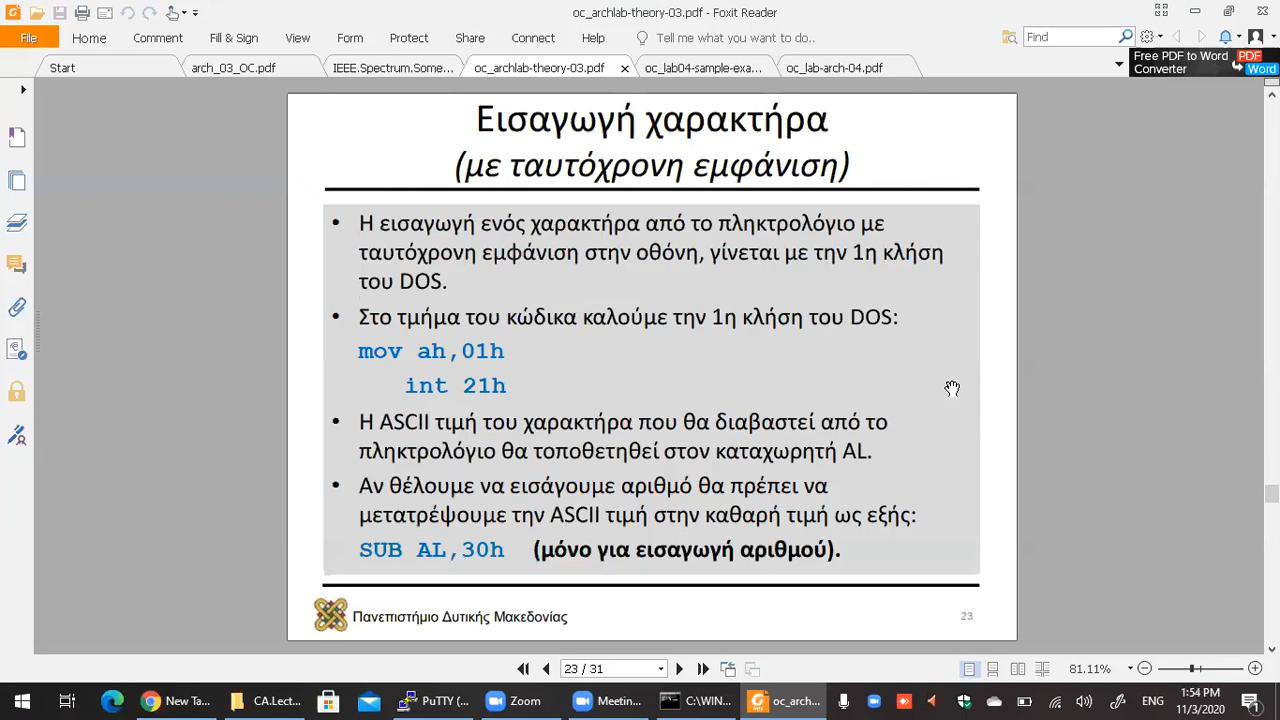 oc_archlab-theory-03.pdf - Foxit Reader
File Home Comment Fill & Sign View Form Protect Share Connect Help Tell me what you want to do.. Find
Start arch_03_OC.pdf IEEE.Spectrum.Some... oc_archlab-theory-03.pdf oc_lab04-sample-exa... oc_lab-arch-04.pdf
Free PDF to Word PDF
Converter Word
Εισαγωγή χαρακτήρα
(με ταυτόχρονη εμφάνιση)
• Η εισαγωγή ενός χαρακτήρα από το πληκτρολόγιο με
ταυτόχρονη εμφάνιση στην οθόνη, γίνεται με την 1η κλήση
του DOS.
• Στο τμήμα του κώδικα καλούμε την 1η κλήση του DOS:
mov ah,01h
int 21h
• Η ASCII τιμή του χαρακτήρα που θα διαβαστεί από το
πληκτρολόγιο θα τοποθετηθεί στον καταχωρητή AL.
• Αν θέλουμε να εισάγουμε αριθμό θα πρέπει να
μετατρέψουμε την ASCII τιμή στην καθαρή τιμή ως εξής:
SUB AL,30h (μόνο για εισαγωγή αριθμού).
Πανεπιστήμιο Δυτικής Μακεδονίας 23
23 / 31 81.11%
New Ta... CA.Lect... PuTTY (... Zoom Meetin... C:\WIN... oc_arch... ENG 1:54 PM
11/3/2020 1